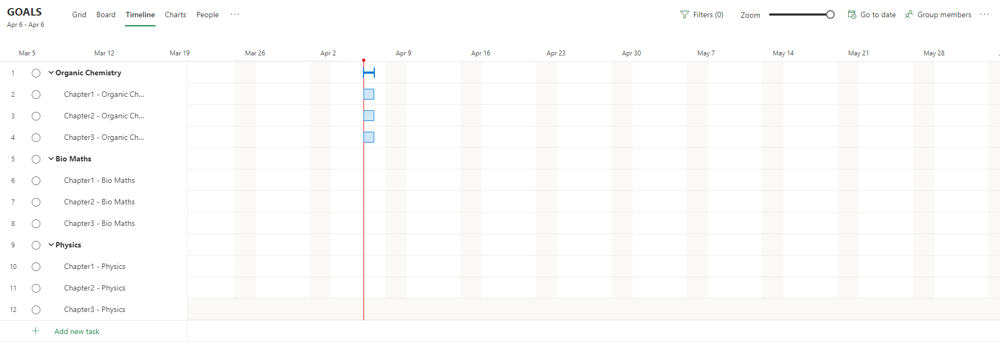 GOALS
Apr 6 - Apr 6
Grid Board Timeline Charts People ...
Filters (0) Zoom Go to date Group members ...
Mar 5 Mar 12 Mar 19 Mar 26 Apr 2 Apr 9 Apr 16 Apr 23 Apr 30 May 7 May 14 May 21 May 28
1 Organic Chemistry
2 Chapter1 - Organic Ch...
3 Chapter2 - Organic Ch...
4 Chapter3 - Organic Ch...
5 Bio Maths
6 Chapter1 - Bio Maths
7 Chapter2 - Bio Maths
8 Chapter3 - Bio Maths
9 Physics
10 Chapter1 - Physics
11 Chapter2 - Physics
12 Chapter3 - Physics
+ Add new task